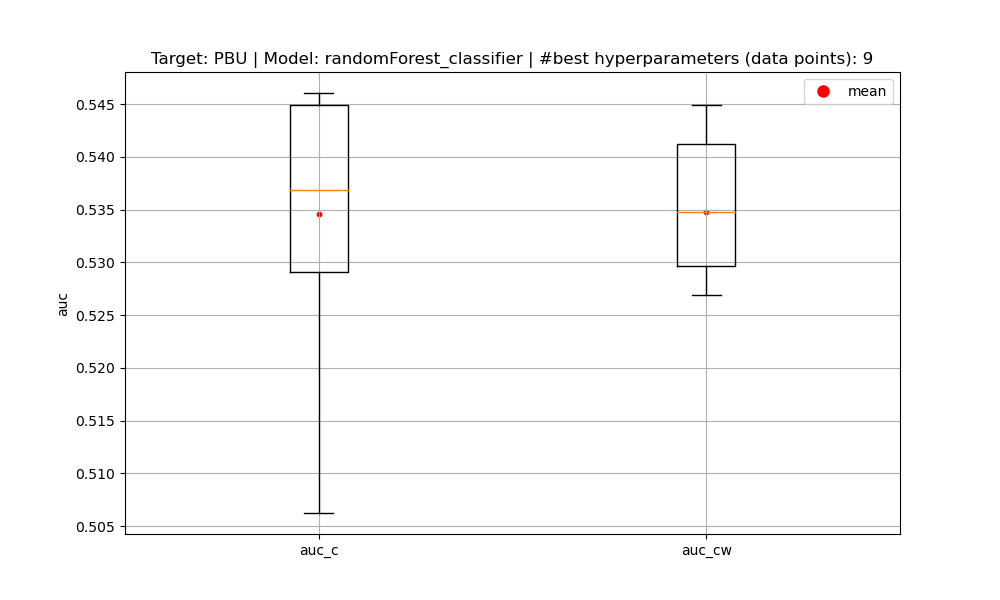 Target: PBU | Model: randomForest_classifier | #best hyperparameters (data points): 9
mean
0.545
0.540
0.535
0.530
0.525
0.520
0.515
0.510
0.505
auc
auc_c
auc_cw